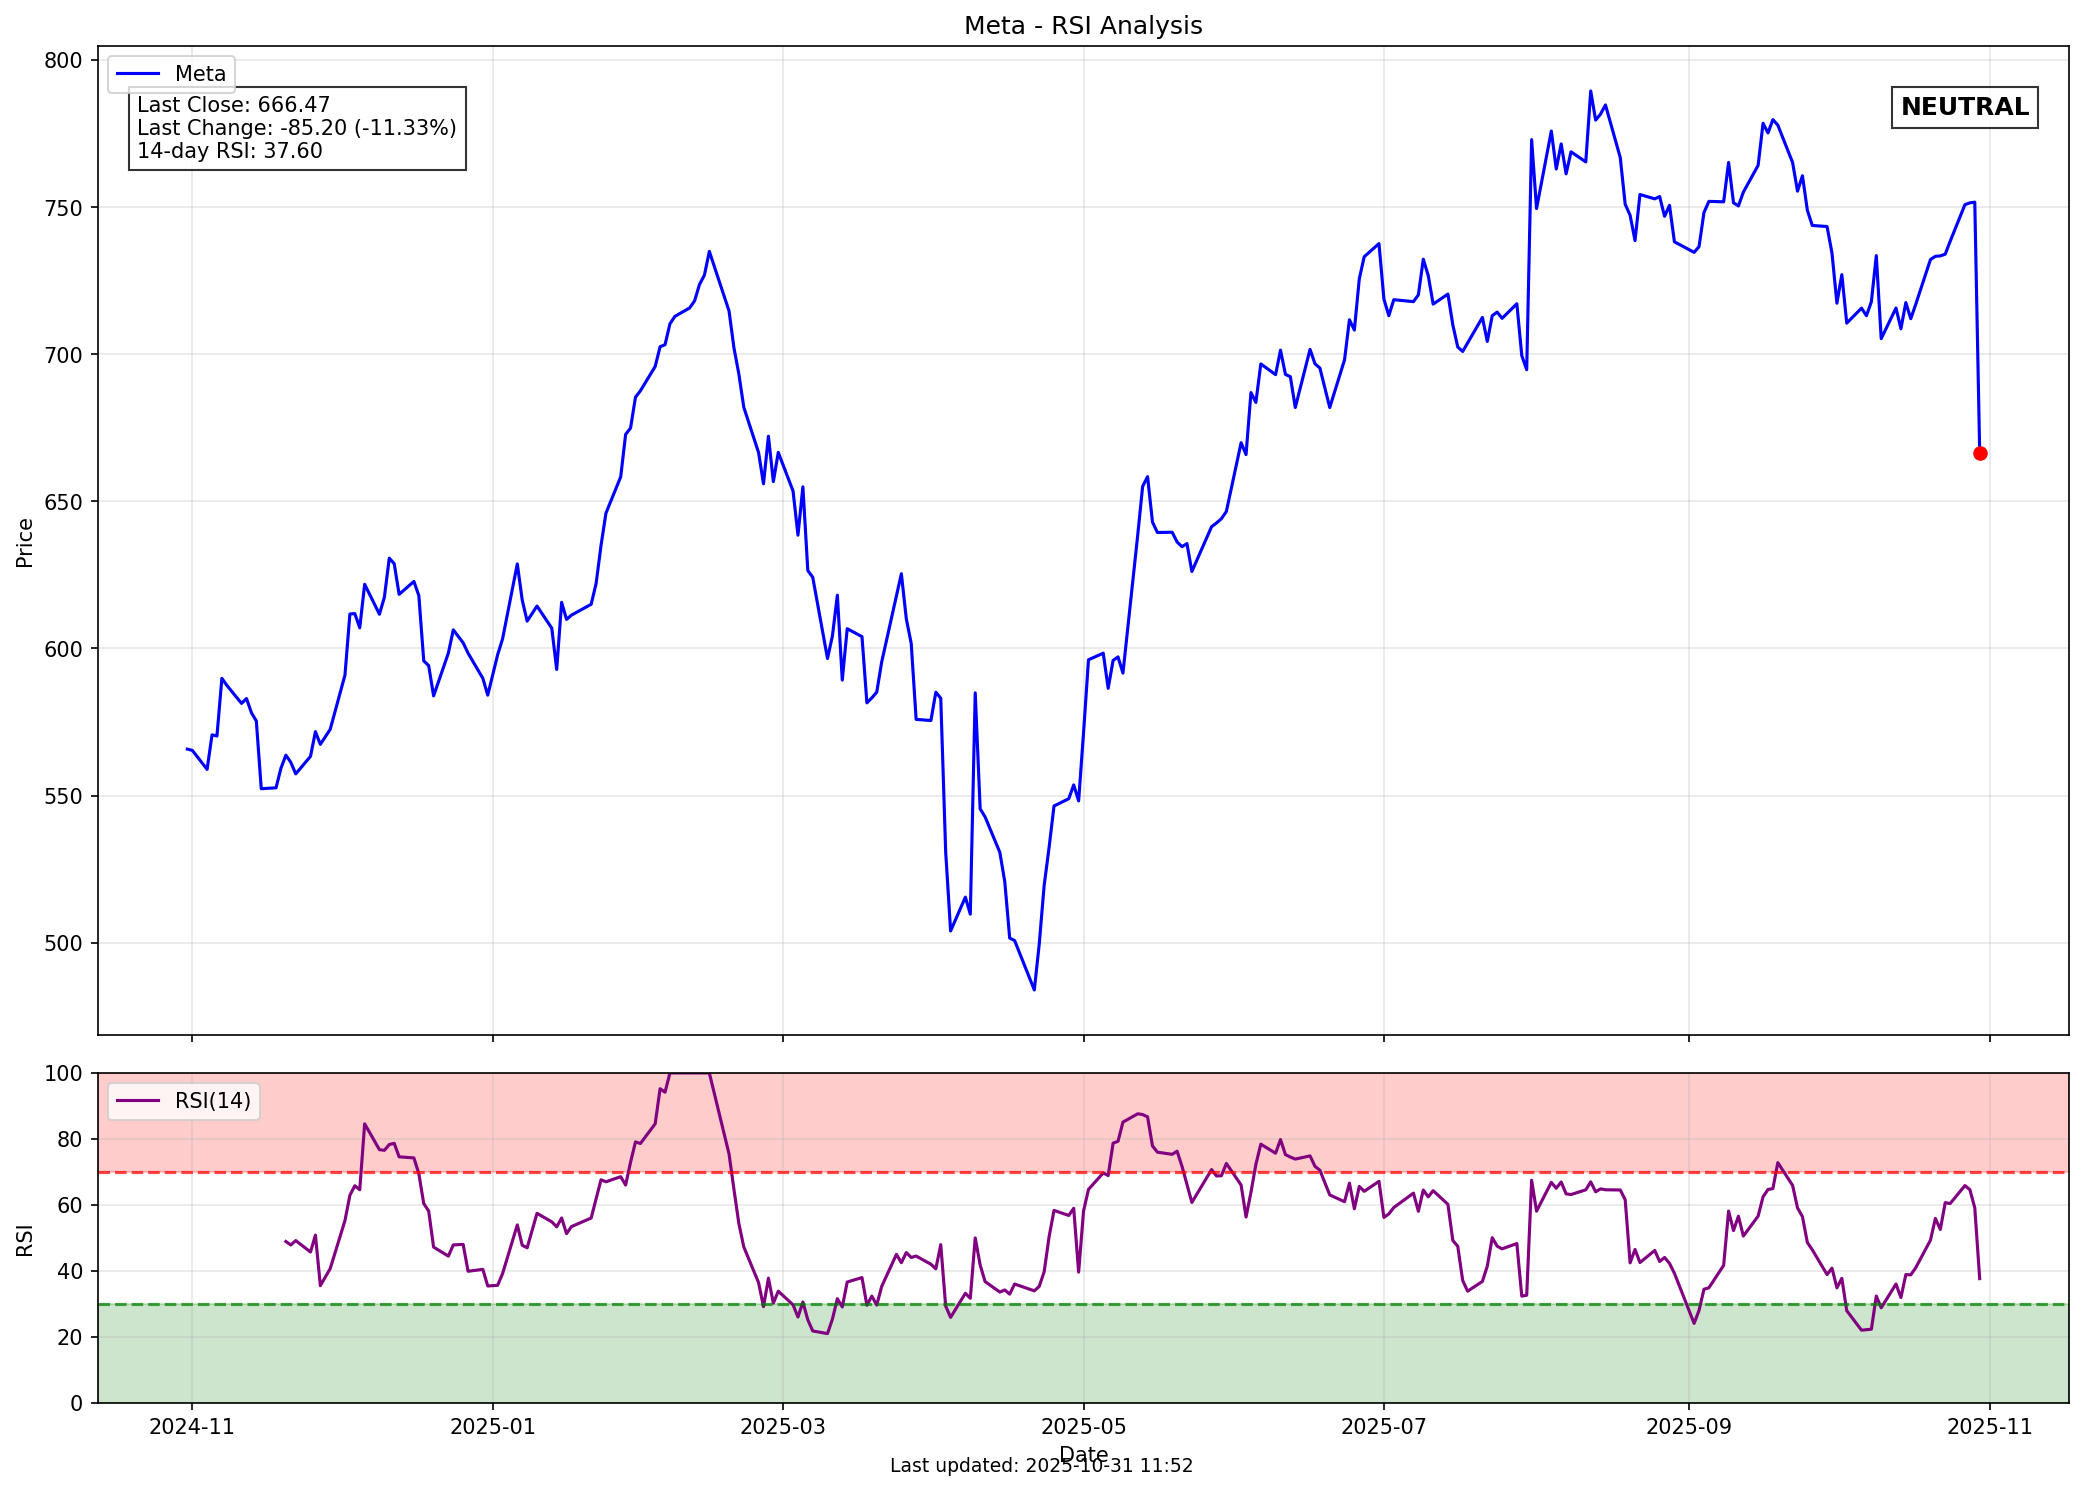 Meta - RSI Analysis
Meta
Last Close: 666.47
Last Change: -85.20 (-11.33%)
14-day RSI: 37.60
NEUTRAL
Price
800
750
700
650
600
550
500
RSI
RSI(14)
100
80
60
40
20
0
2024-11
2025-01
2025-03
2025-05
2025-07
2025-09
2025-11
Date
Last updated: 2025-10-31 11:52